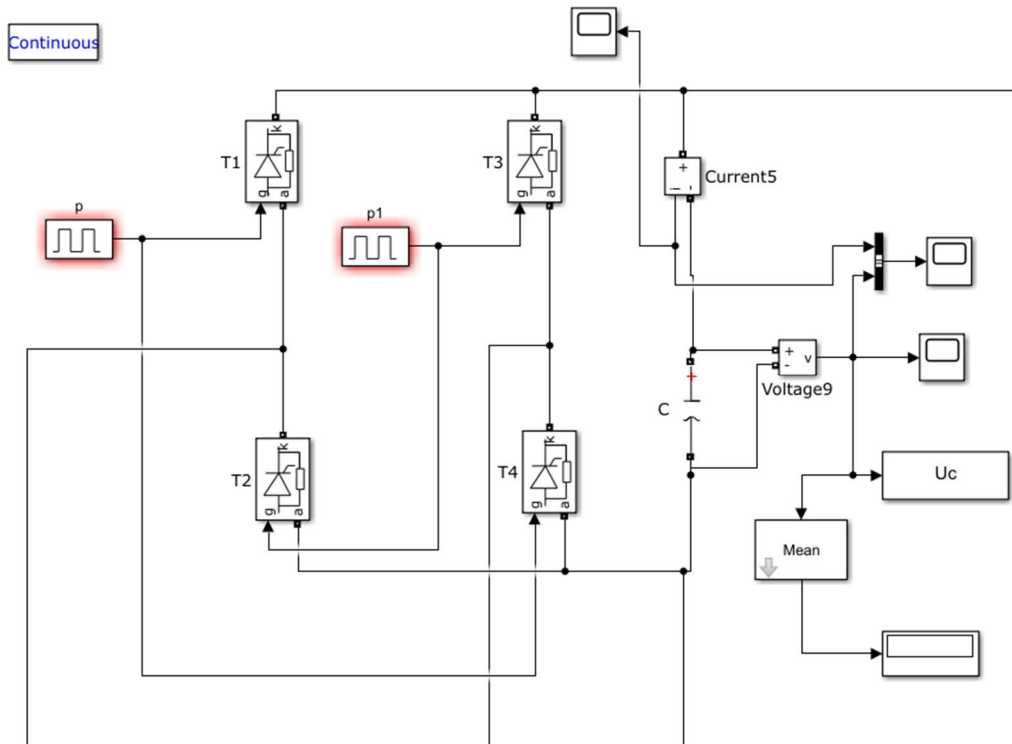 Continuous
k
T1
g
a
k
T3
g
a
+
-
i
Current5
p
p1
+
C
+
-
v
Voltage9
k
T2
g
a
k
T4
g
a
Uc
Mean